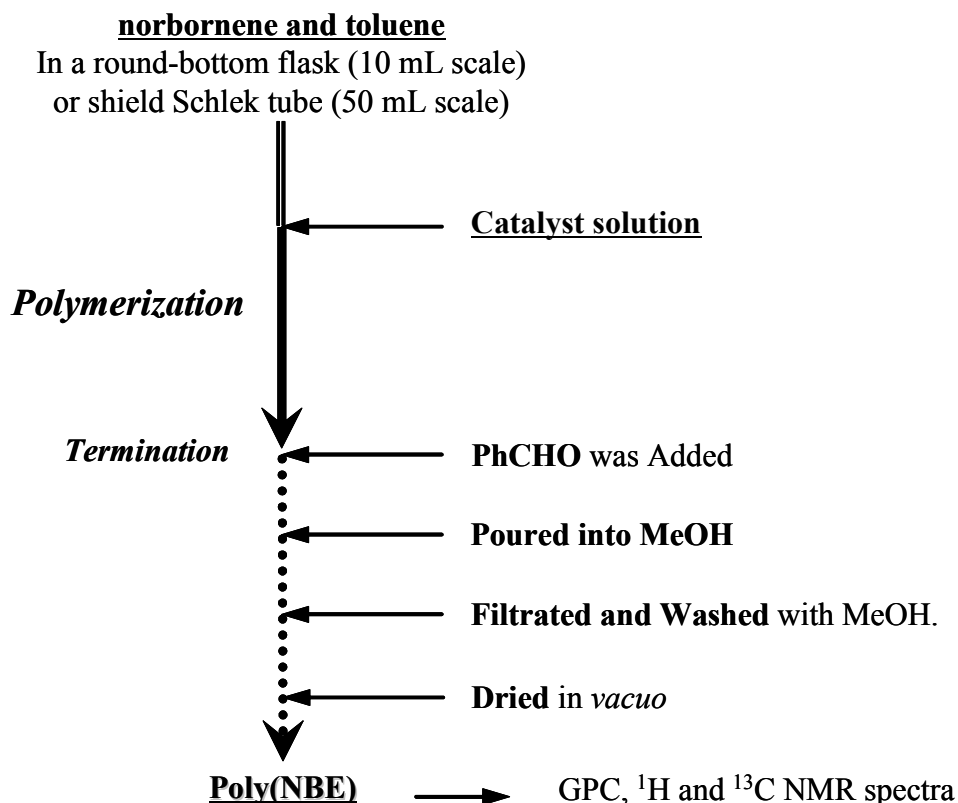 norbornene and toluene
In a round-bottom flask (10 mL scale)
or shield Schlek tube (50 mL scale)
Catalyst solution
Polymerization
Termination
PhCHO was Added
Poured into MeOH
Filtrated and Washed with MeOH.
Dried in vacuo
Poly(NBE)
GPC, ¹H and ¹³C NMR spectra